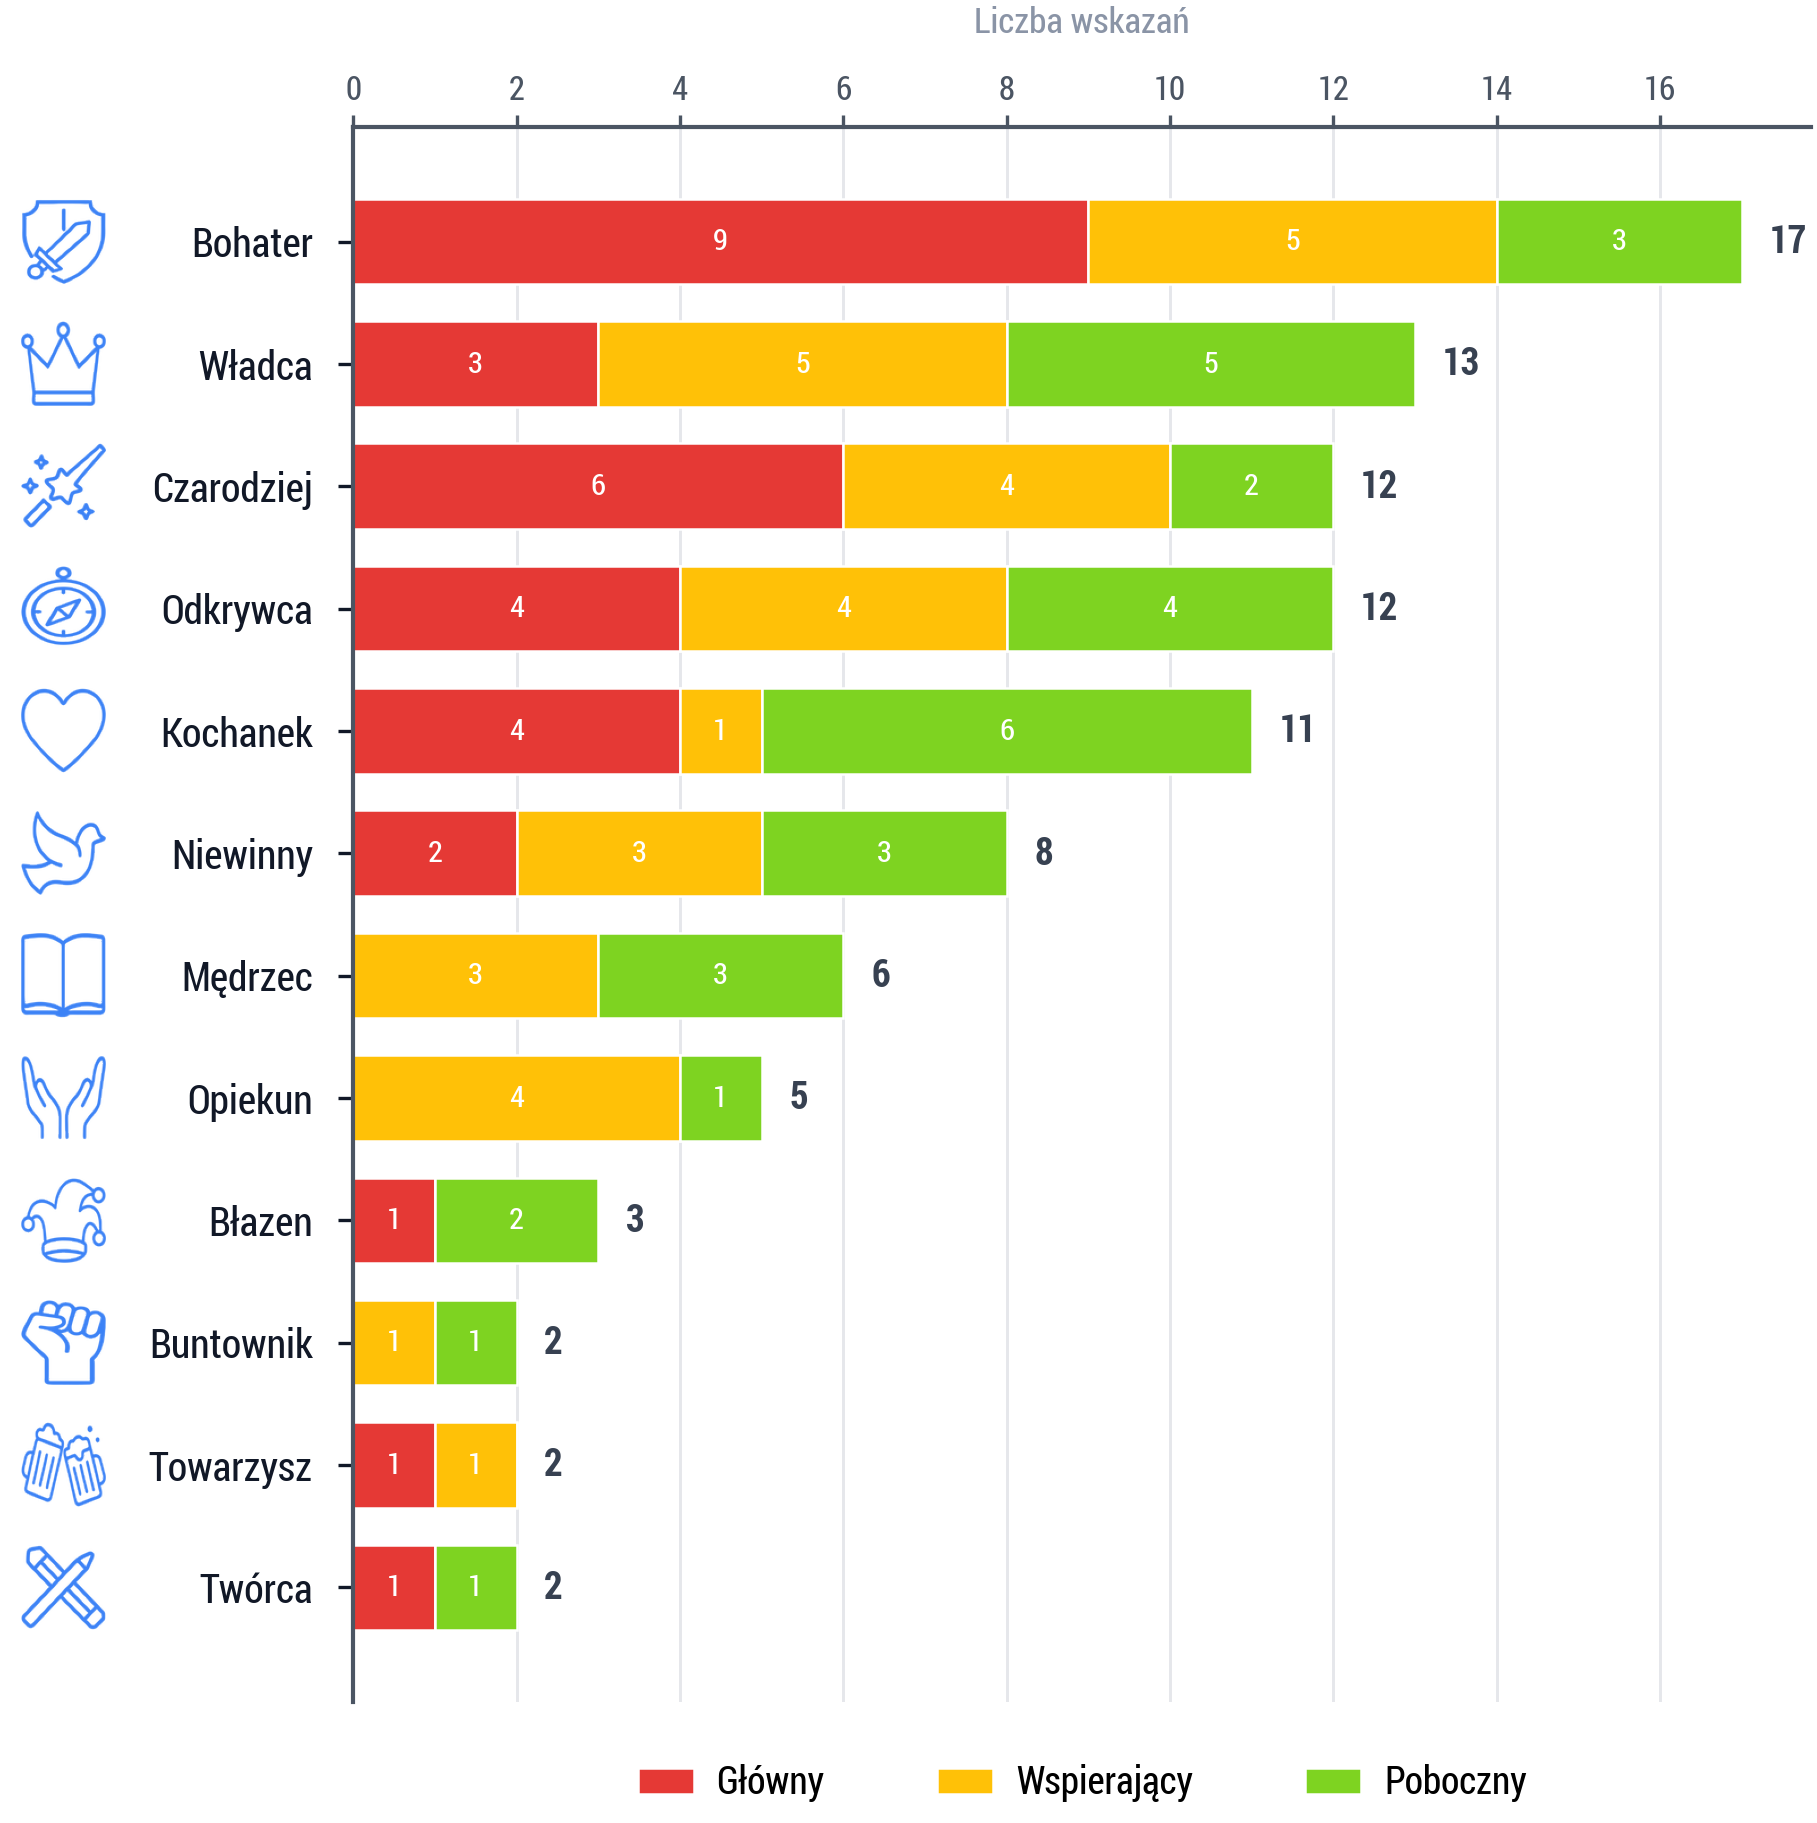 Liczba wskazań
0 2 4 6 8 10 12 14 16
Bohater 9 5 3 17
Władca 3 5 5 13
Czarodziej 6 4 2 12
Odkrywca 4 4 4 12
Kochanek 4 1 6 11
Niewinny 2 3 3 8
Mędrzec 3 3 6
Opiekun 4 1 5
Błazen 1 2 3
Buntownik 1 1 2
Towarzysz 1 1 2
Twórca 1 1 2
Główny Wspierający Poboczny